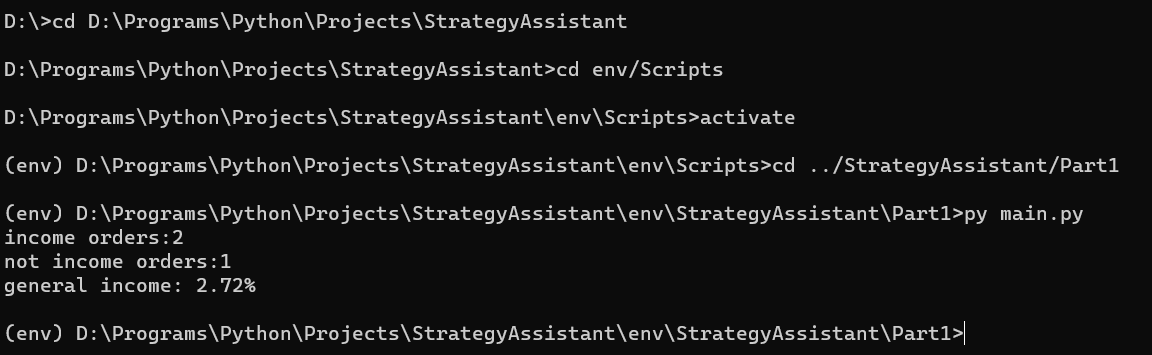 D:\>cd D:\Programs\Python\Projects\StrategyAssistant
D:\Programs\Python\Projects\StrategyAssistant>cd env/Scripts
D:\Programs\Python\Projects\StrategyAssistant\env\Scripts>activate
(env) D:\Programs\Python\Projects\StrategyAssistant\env\Scripts>cd ../StrategyAssistant/Part1
(env) D:\Programs\Python\Projects\StrategyAssistant\env\StrategyAssistant\Part1>py main.py
income orders:2
not income orders:1
general income: 2.72%
(env) D:\Programs\Python\Projects\StrategyAssistant\env\StrategyAssistant\Part1>